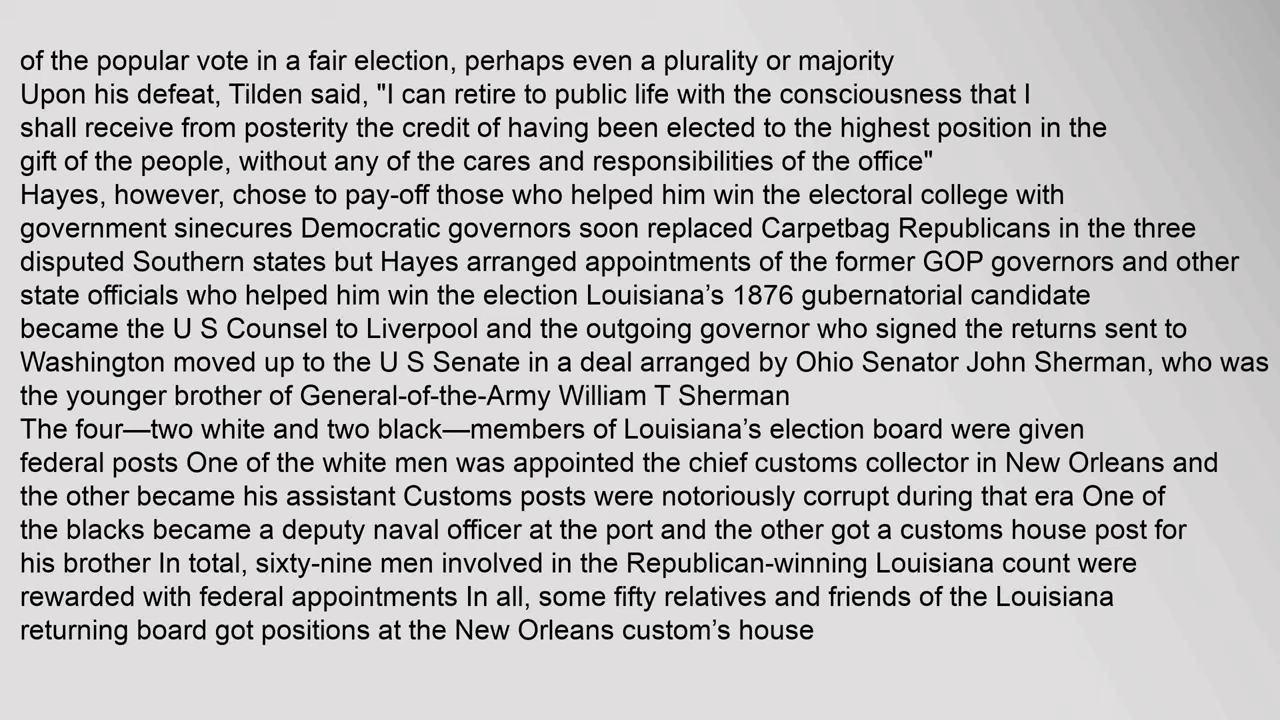 of the popular vote in a fair election, perhaps even a plurality or majority
Upon his defeat, Tilden said, "I can retire to public life with the consciousness that I
shall receive from posterity the credit of having been elected to the highest position in the
gift of the people, without any of the cares and responsibilities of the office"
Hayes, however, chose to pay-off those who helped him win the electoral college with
government sinecures Democratic governors soon replaced Carpetbag Republicans in the three
disputed Southern states but Hayes arranged appointments of the former GOP governors and other
state officials who helped him win the election Louisiana’s 1876 gubernatorial candidate
became the U S Counsel to Liverpool and the outgoing governor who signed the returns sent to
Washington moved up to the U S Senate in a deal arranged by Ohio Senator John Sherman, who was
the younger brother of General-of-the-Army William T Sherman
The four—two white and two black—members of Louisiana’s election board were given
federal posts One of the white men was appointed the chief customs collector in New Orleans and
the other became his assistant Customs posts were notoriously corrupt during that era One of
the blacks became a deputy naval officer at the port and the other got a customs house post for
his brother In total, sixty-nine men involved in the Republican-winning Louisiana count were
rewarded with federal appointments In all, some fifty relatives and friends of the Louisiana
returning board got positions at the New Orleans custom’s house